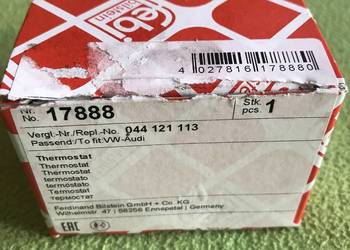 febi
bilstein
4 027816 178880
Nr.
No. 17888
Stk.
pcs. 1
Vergl.-Nr./Repl.-No. 044 121 113
Passend/To fit:VW-Audi
Thermostat
Thermostat
Thermostat
termostato
Termostato
Termostat
термостат
Ferdinand Bilstein GmbH + Co. KG
Wilhelmstr. 47 | 58256 Ennepetal | Germany
EAC